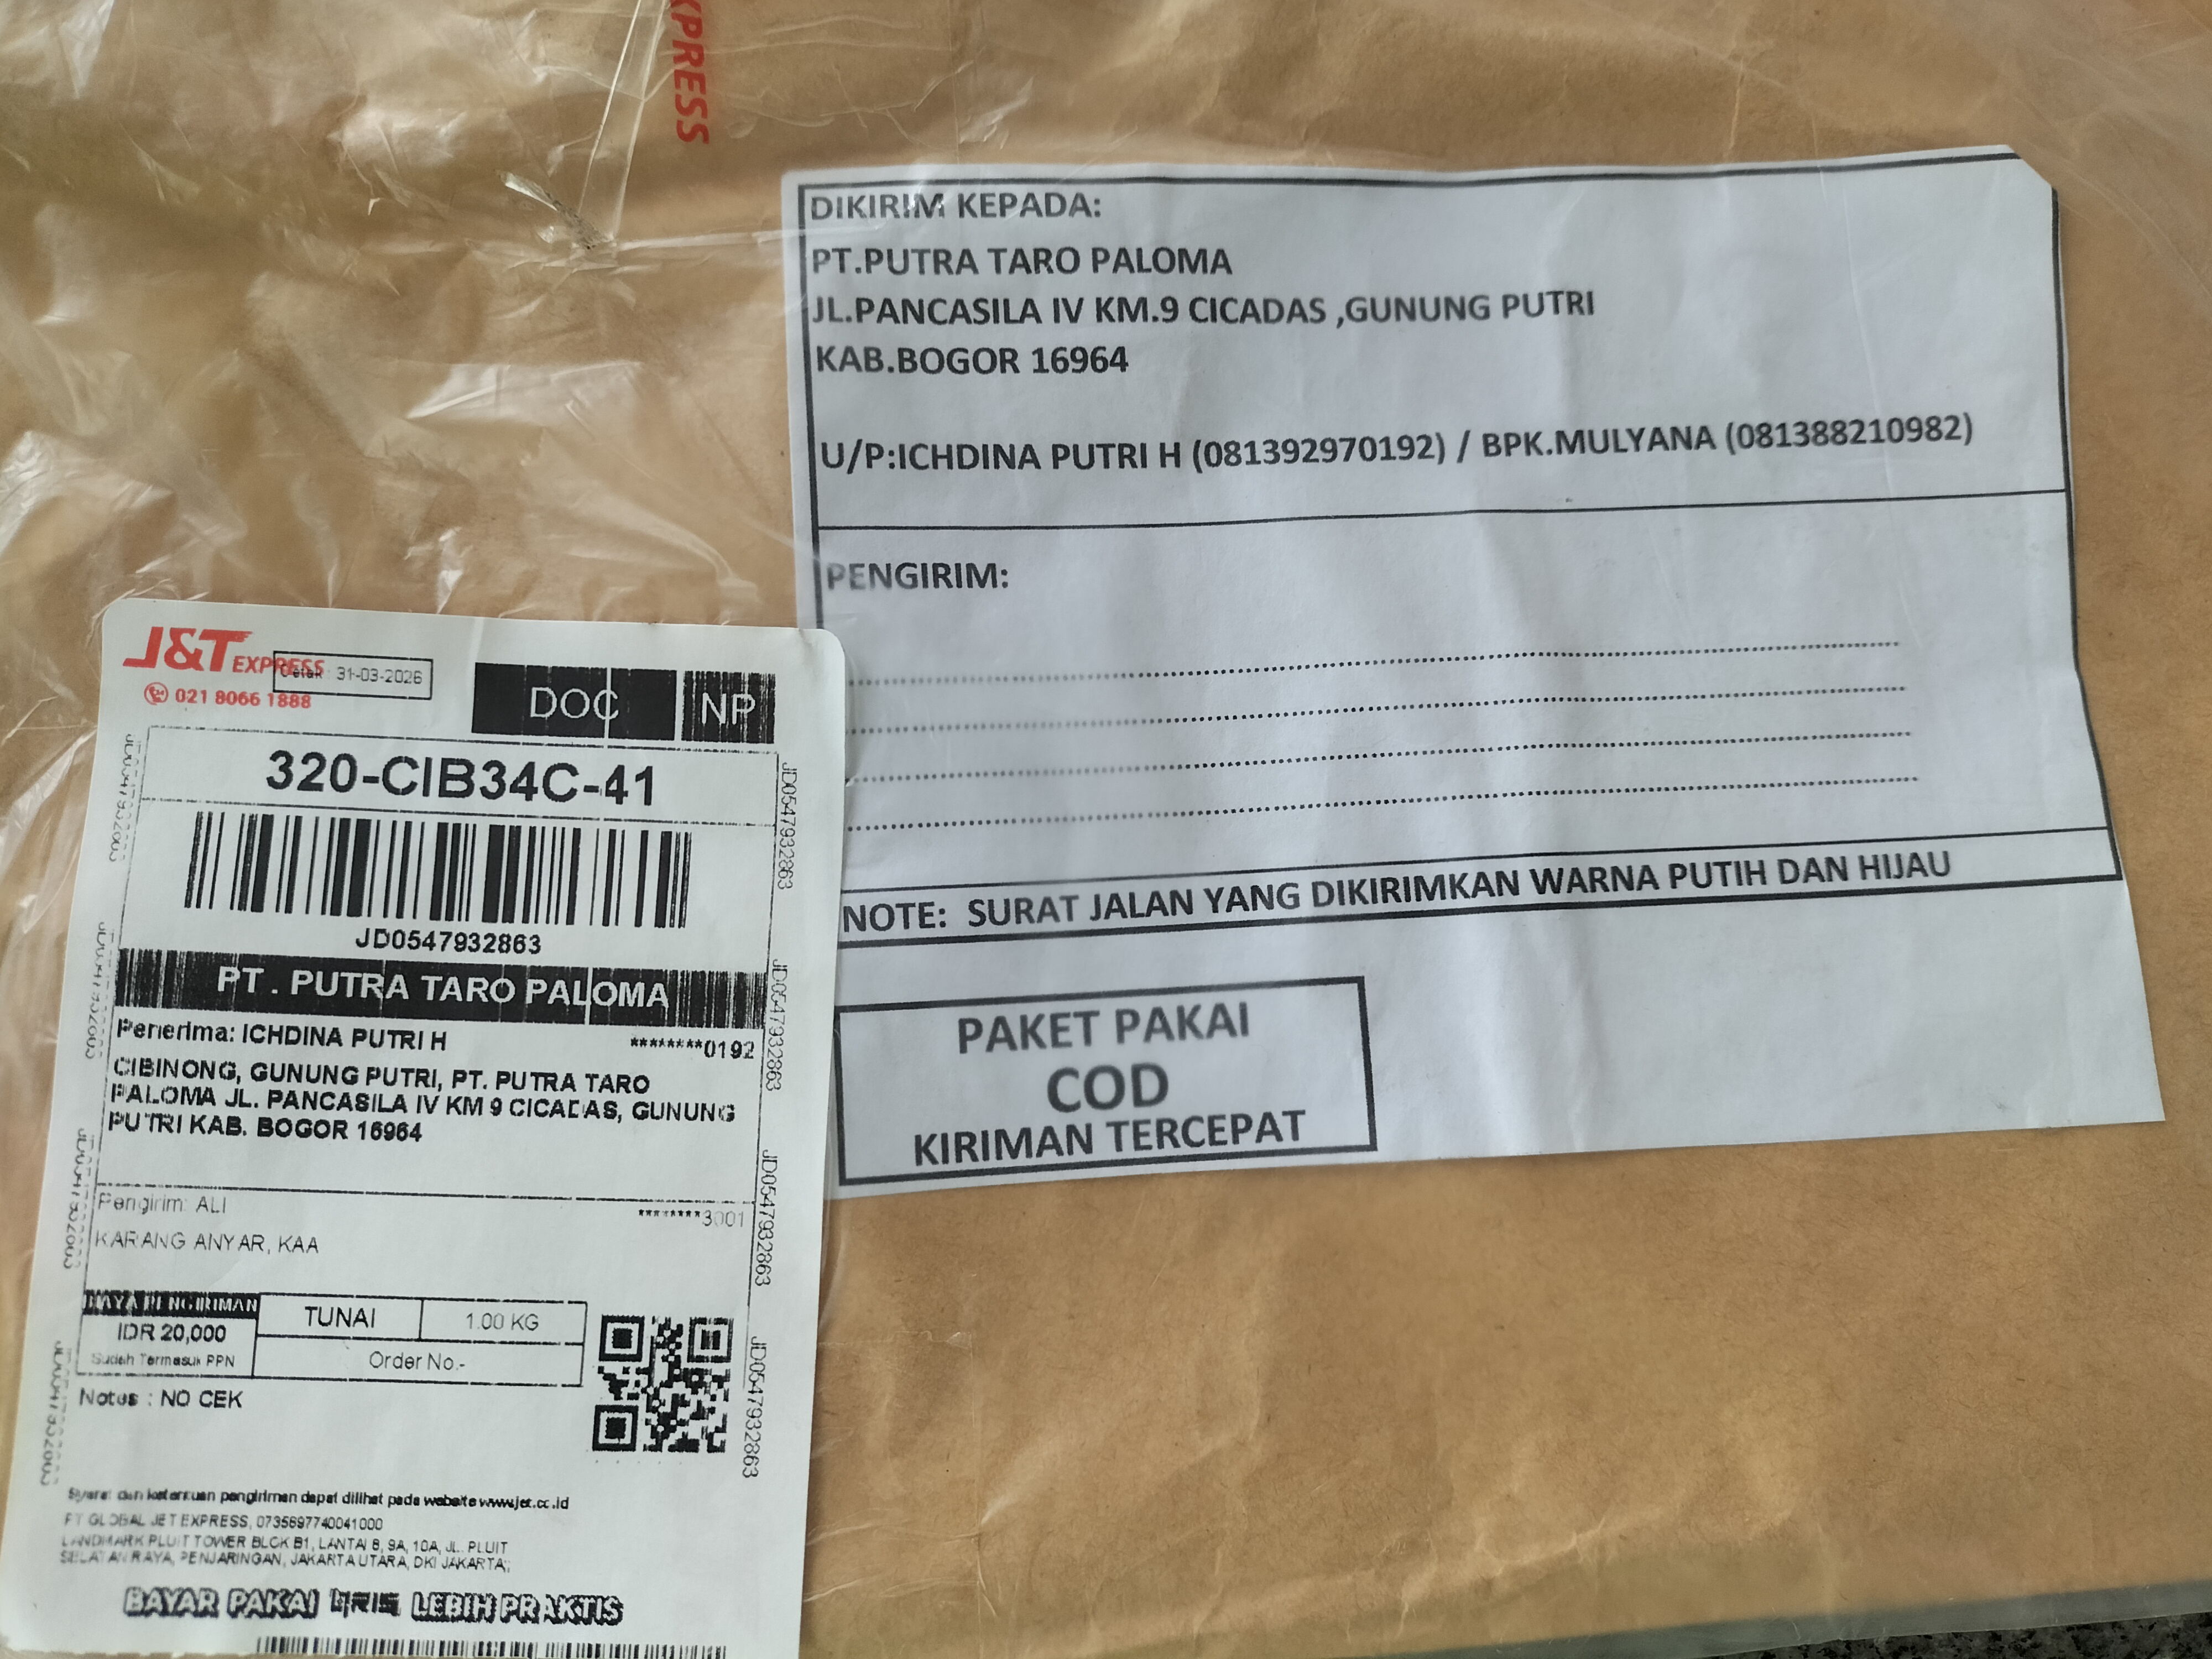 XPRESS
DIKIRIM KEPADA:
PT.PUTRA TARO PALOMA
JL.PANCASILA IV KM.9 CICADAS ,GUNUNG PUTRI
KAB.BOGOR 16964
U/P:ICHDINA PUTRI H (081392970192) / BPK.MULYANA (081388210982)
PENGIRIM:
NOTE: SURAT JALAN YANG DIKIRIMKAN WARNA PUTIH DAN HIJAU
PAKET PAKAI
COD
KIRIMAN TERCEPAT
J&T EXPRESS
Cetak : 31-03-2026
021 8066 1888
DOC
NP
320-CIB34C-41
JD0547932863
PT. PUTRA TARO PALOMA
Penerima: ICHDINA PUTRI H ********0192
CIBINONG, GUNUNG PUTRI, PT. PUTRA TARO
PALOMA JL. PANCASILA IV KM 9 CICADAS, GUNUNG
PUTRI KAB. BOGOR 16964
Pengirim: ALI ********3001
KARANG ANYAR, KAA
BIAYA PENGIRIMAN
IDR 20,000
Sudah Termasuk PPN
TUNAI
1.00 KG
Order No.-
Notes : NO CEK
Syarat dan ketentuan pengiriman dapat dilihat pada website www.jet.co.id
PT GLOBAL JET EXPRESS, 0735697740041000
LANDMARK PLUIT TOWER BLOK B1, LANTAI 8, 9A, 10A, JL. PLUIT
SELATAN RAYA, PENJARINGAN, JAKARTA UTARA, DKI JAKARTA,
BAYAR PAKAI QRIS LEBIH PRAKTIS
JD0547932863
JD0547932863
JD0547932863
JD0547932863